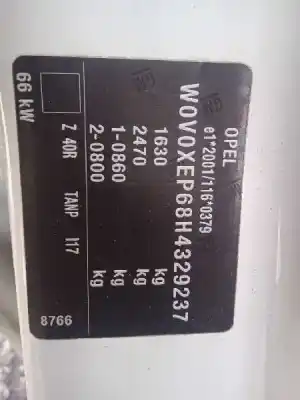 OPEL
e1*2001/116*0379
W0V0XEP68H4329237
1630 kg
2470 kg
1-0860 kg
2-0800 kg
Z 40R TANP I17
66 kW
8766